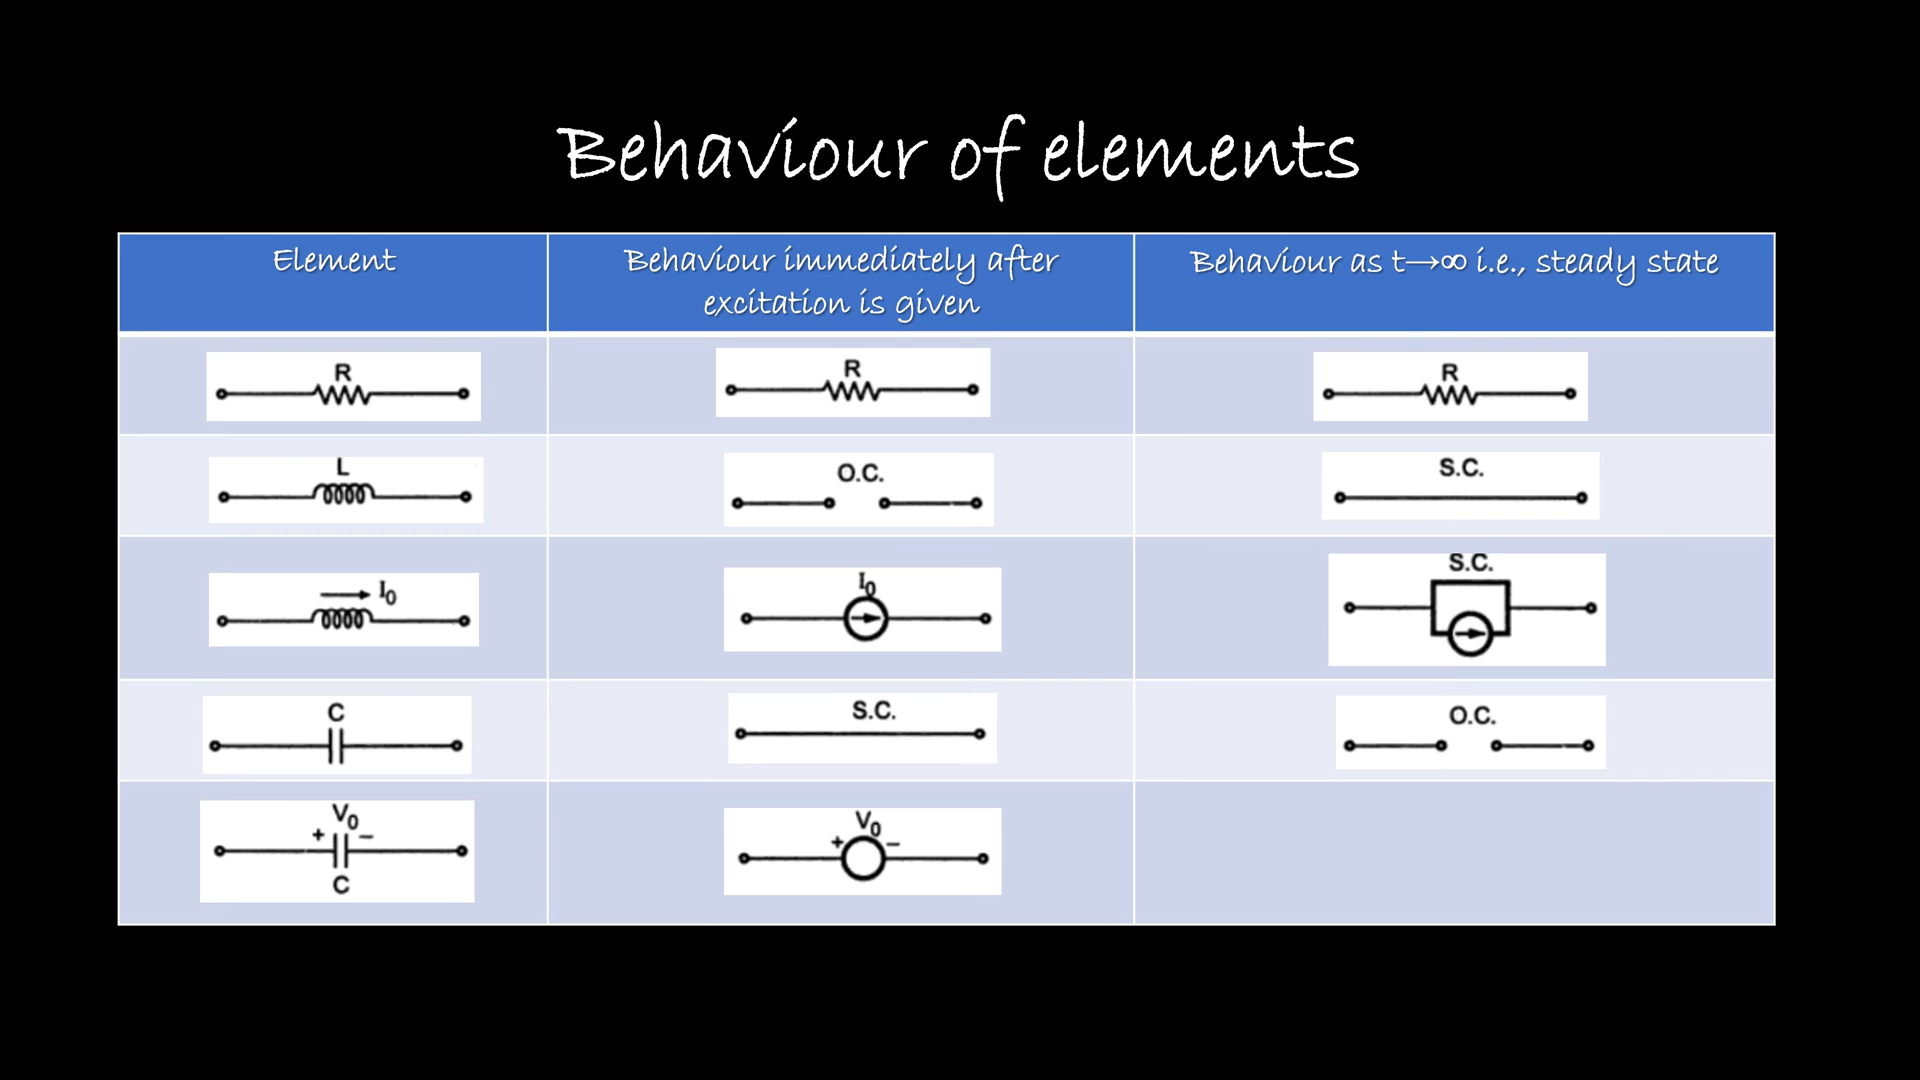 Behaviour of elements
Element
Behaviour immediately after
excitation is given
Behaviour as t→∞ i.e., steady state
R
R
R
L
O.C.
S.C.
I0
I0
S.C.
C
S.C.
O.C.
V0
+ −
C
V0
+ −